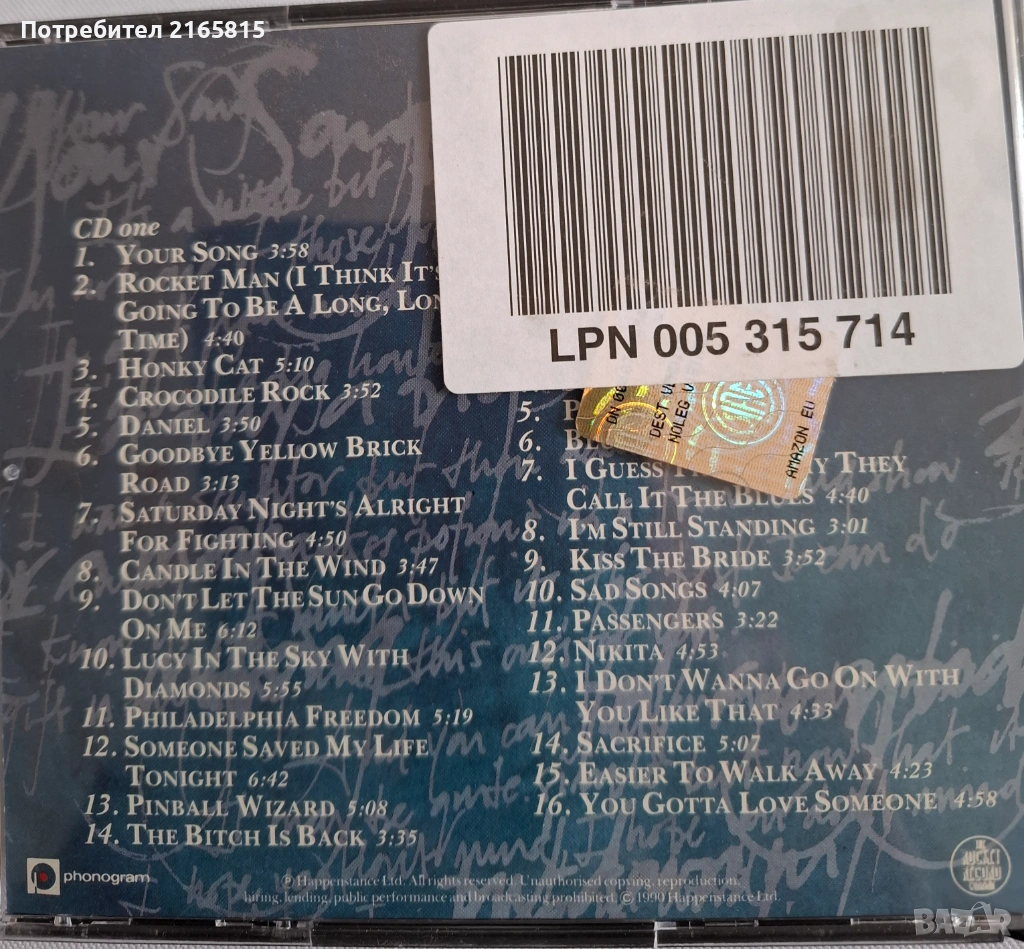 Потребител 2165815
CD one
1. YOUR SONG 3:58
2. ROCKET MAN (I THINK IT'S
GOING TO BE A LONG,
TIME) 4:40
3. HONKY CAT 5:10
4. CROCODILE ROCK 3:52
5. DANIEL 3:50
6. GOODBYE YELLOW BRICK
ROAD 3:13
7. SATURDAY NIGHT'S ALRIGHT
FOR FIGHTING 4:50
8. CANDLE IN THE WIND 3:47
9. DON'T LET THE SUN GO DOWN
ON ME 6:12
10. LUCY IN THE SKY WITH
DIAMONDS 5:55
11. PHILADELPHIA FREEDOM 5:19
12. SOMEONE SAVED MY LIFE
TONIGHT 6:42
13. PINBALL WIZARD 5:08
14. THE BITCH IS BACK 3:35
LPN 005 315 714
DEST
NOLEG
AMAZON EU
5.
6.
7. I GUESS THEY
CALL IT THE BLUES 4:40
8. I'M STILL STANDING 3:01
9. KISS THE BRIDE 3:52
10. SAD SONGS 4:07
11. PASSENGERS 3:22
12. NIKITA 4:53
13. I DON'T WANNA GO ON WITH
YOU LIKE THAT 4:33
14. SACRIFICE 5:07
15. EASIER TO WALK AWAY 4:23
16. YOU GOTTA LOVE SOMEONE 4:58
phonogram
℗ Happenstance Ltd. All rights reserved. Unauthorised copying, reproduction,
hiring, lending, public performance and broadcasting prohibited. © 1990 Happenstance Ltd.
BAZAR